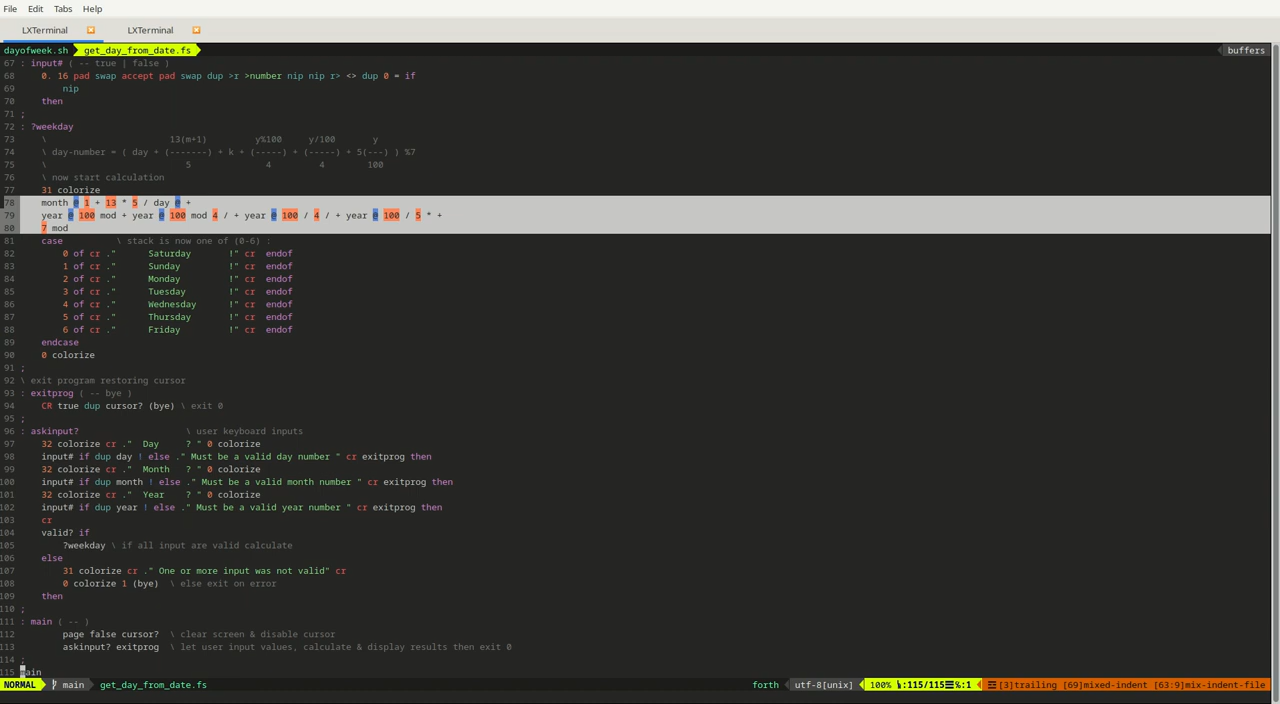 File Edit Tabs Help
LXTerminal LXTerminal
dayofweek.sh get_day_from_date.fs buffers
67 : input# ( -- true | false )
68 0. 16 pad swap accept pad swap dup >r >number nip nip r> <> dup 0 = if
69 nip
70 then
71 ;
72 : ?weekday
73 \ 13(m+1) y%100 y/100 y
74 \ day-number = ( day + (-------) + k + (-----) + (-----) + 5(---) ) %7
75 \ 5 4 4 100
76 \ now start calculation
77 31 colorize
78 month @ 1 + 13 * 5 / day @ +
79 year @ 100 mod + year @ 100 mod 4 / + year @ 100 / 4 / + year @ 100 / 5 * +
80 7 mod
81 case \ stack is now one of (0-6) :
82 0 of cr ." Saturday !" cr endof
83 1 of cr ." Sunday !" cr endof
84 2 of cr ." Monday !" cr endof
85 3 of cr ." Tuesday !" cr endof
86 4 of cr ." Wednesday !" cr endof
87 5 of cr ." Thursday !" cr endof
88 6 of cr ." Friday !" cr endof
89 endcase
90 0 colorize
91 ;
92 \ exit program restoring cursor
93 : exitprog ( -- bye )
94 CR true dup cursor? (bye) \ exit 0
95 ;
96 : askinput? \ user keyboard inputs
97 32 colorize cr ." Day ? " 0 colorize
98 input# if dup day ! else ." Must be a valid day number " cr exitprog then
99 32 colorize cr ." Month ? " 0 colorize
100 input# if dup month ! else ." Must be a valid month number " cr exitprog then
101 32 colorize cr ." Year ? " 0 colorize
102 input# if dup year ! else ." Must be a valid year number " cr exitprog then
103 cr
104 valid? if
105 ?weekday \ if all input are valid calculate
106 else
107 31 colorize cr ." One or more input was not valid" cr
108 0 colorize 1 (bye) \ else exit on error
109 then
110 ;
111 : main ( -- )
112 page false cursor? \ clear screen & disable cursor
113 askinput? exitprog \ let user input values, calculate & display results then exit 0
114 ;
115 main
NORMAL main get_day_from_date.fs forth utf-8[unix] 100% :115/115☰%:1 ☲[3]trailing [69]mixed-indent [63:9]mix-indent-file